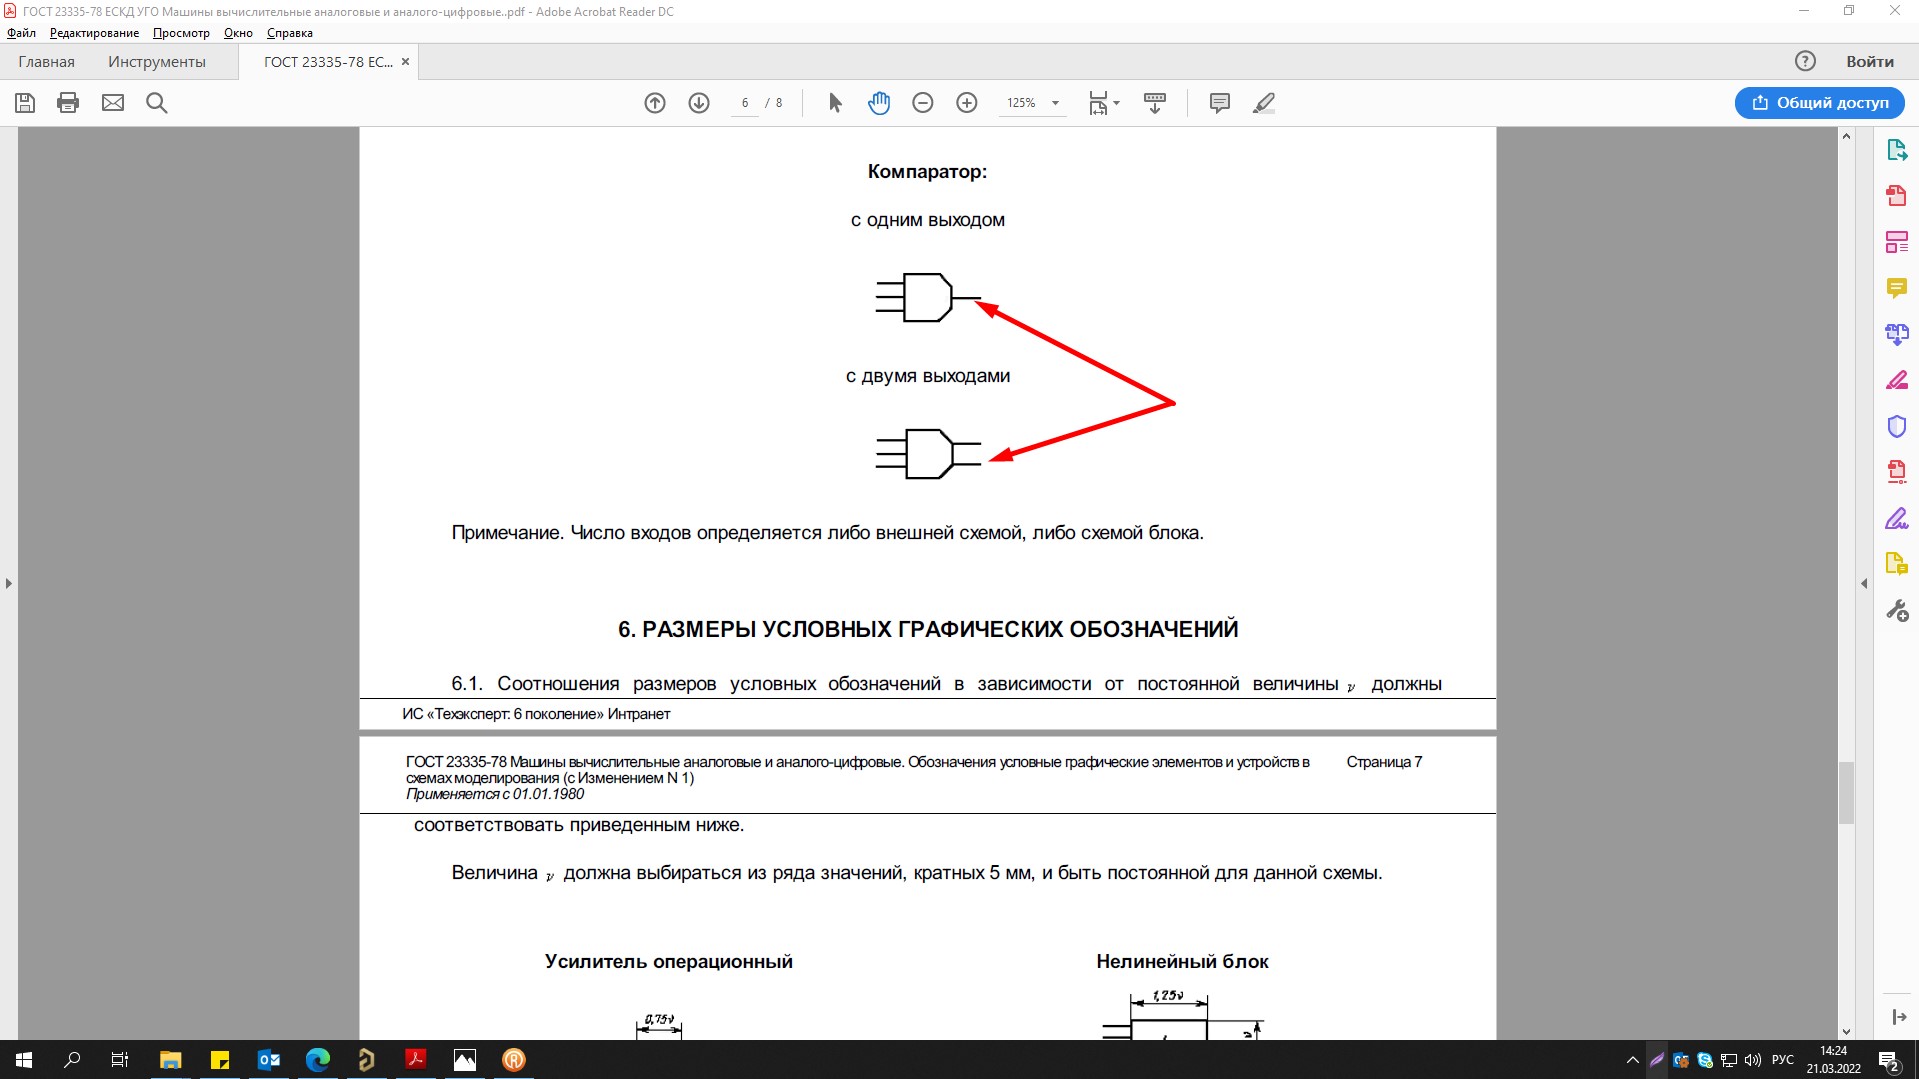 ГОСТ 23335-78 ЕСКД УГО Машины вычислительные аналоговые и аналого-цифровые..pdf - Adobe Acrobat Reader DC
Файл Редактирование Просмотр Окно Справка
Главная Инструменты ГОСТ 23335-78 ЕС... × ? Войти
6 / 8 125% Общий доступ
Компаратор:
с одним выходом
с двумя выходами
Примечание. Число входов определяется либо внешней схемой, либо схемой блока.
6. РАЗМЕРЫ УСЛОВНЫХ ГРАФИЧЕСКИХ ОБОЗНАЧЕНИЙ
6.1. Соотношения размеров условных обозначений в зависимости от постоянной величины ν должны
ИС «Техэксперт: 6 поколение» Интранет
ГОСТ 23335-78 Машины вычислительные аналоговые и аналого-цифровые. Обозначения условные графические элементов и устройств в Страница 7
схемах моделирования (с Изменением N 1)
Применяется с 01.01.1980
соответствовать приведенным ниже.
Величина ν должна выбираться из ряда значений, кратных 5 мм, и быть постоянной для данной схемы.
Усилитель операционный Нелинейный блок
1,25ν
0,75ν
ν
РУС 14:24
21.03.2022
2